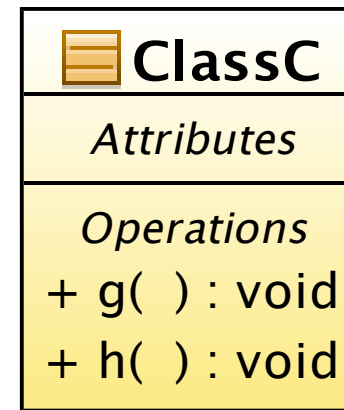 ClassC
Attributes
Operations
+ g( ) : void
+ h( ) : void